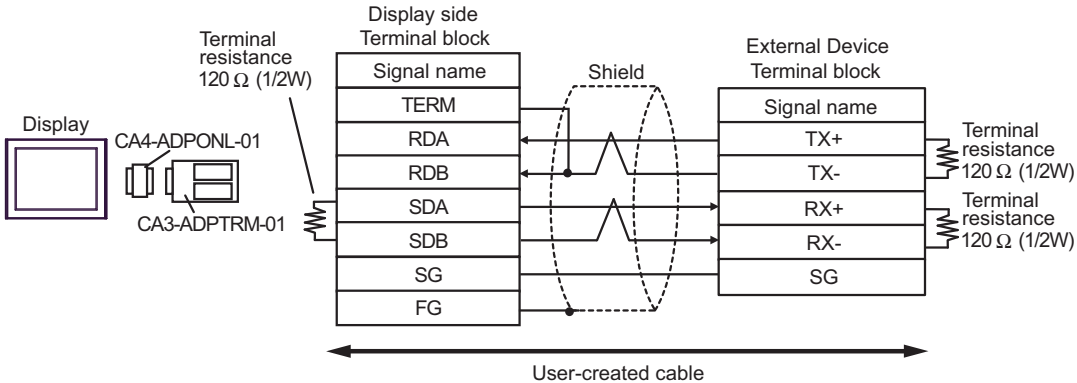 Display
CA4-ADPONL-01
CA3-ADPTRM-01
Terminal
resistance
120 Ω (1/2W)
Display side
Terminal block
Signal name
TERM
RDA
RDB
SDA
SDB
SG
FG
Shield
External Device
Terminal block
Signal name
TX+
TX-
RX+
RX-
SG
Terminal
resistance
120 Ω (1/2W)
Terminal
resistance
120 Ω (1/2W)
User-created cable